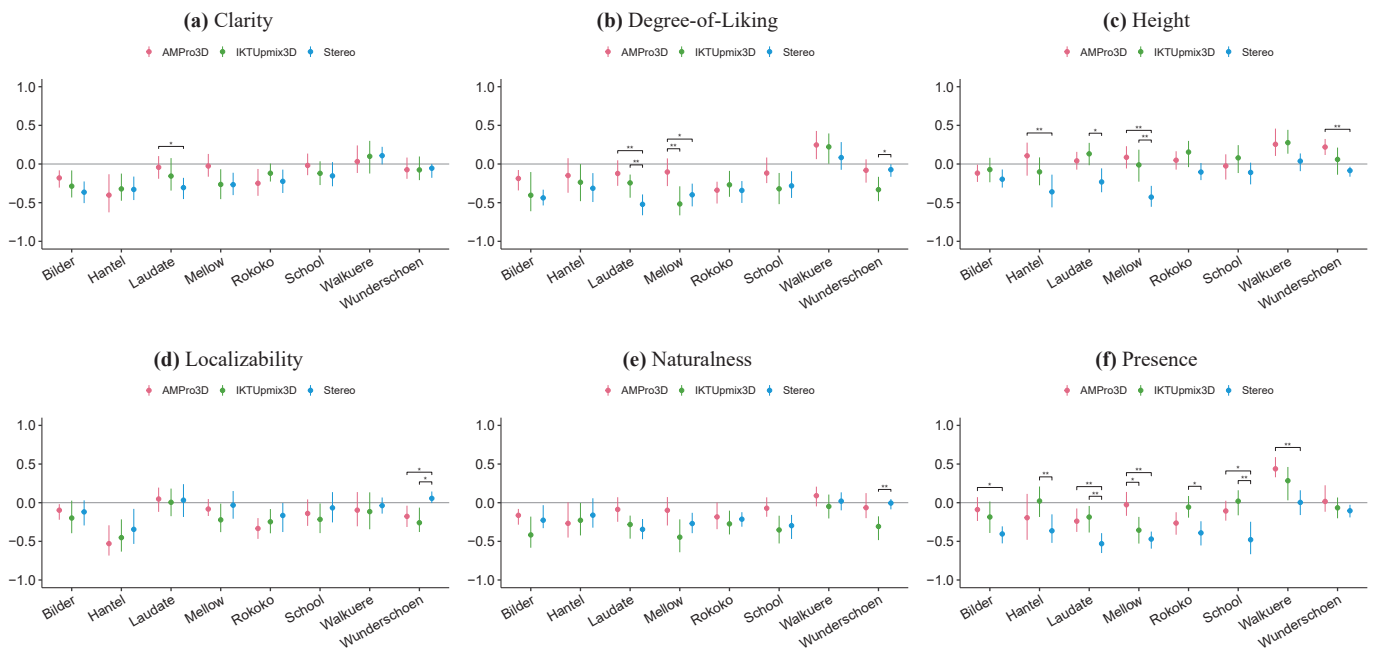 (a) Clarity
AMPro3D IKTUpmix3D Stereo
1.0
0.5
0.0
−0.5
−1.0
*
Bilder Hantel Laudate Mellow Rokoko School Walkuere Wunderschoen
(b) Degree-of-Liking
AMPro3D IKTUpmix3D Stereo
1.0
0.5
0.0
−0.5
−1.0
** ** * ** *
Bilder Hantel Laudate Mellow Rokoko School Walkuere Wunderschoen
(c) Height
AMPro3D IKTUpmix3D Stereo
1.0
0.5
0.0
−0.5
−1.0
** * ** ** **
Bilder Hantel Laudate Mellow Rokoko School Walkuere Wunderschoen
(d) Localizability
AMPro3D IKTUpmix3D Stereo
1.0
0.5
0.0
−0.5
−1.0
* *
Bilder Hantel Laudate Mellow Rokoko School Walkuere Wunderschoen
(e) Naturalness
AMPro3D IKTUpmix3D Stereo
1.0
0.5
0.0
−0.5
−1.0
**
Bilder Hantel Laudate Mellow Rokoko School Walkuere Wunderschoen
(f) Presence
AMPro3D IKTUpmix3D Stereo
1.0
0.5
0.0
−0.5
−1.0
* ** ** ** ** * * * ** **
Bilder Hantel Laudate Mellow Rokoko School Walkuere Wunderschoen